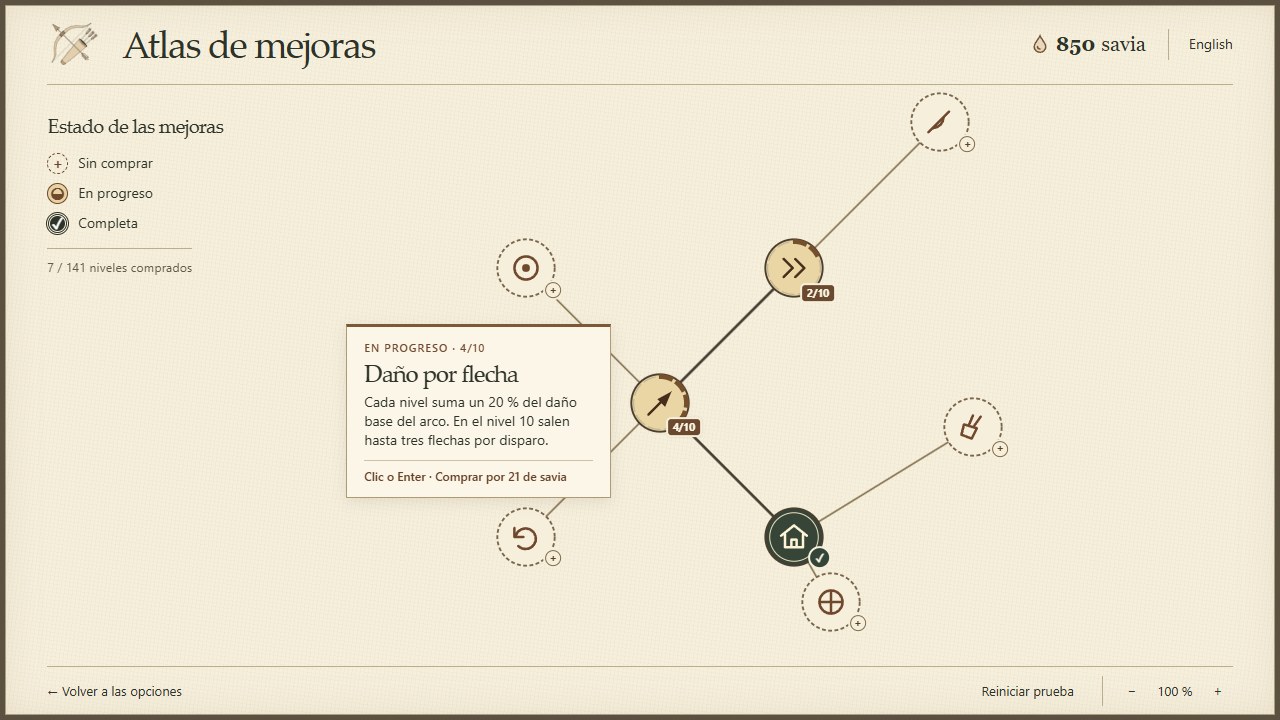 Atlas de mejoras
850 savia
English
Estado de las mejoras
Sin comprar
En progreso
Completa
7 / 141 niveles comprados
2/10
EN PROGRESO · 4/10
Daño por flecha
Cada nivel suma un 20 % del daño
base del arco. En el nivel 10 salen
hasta tres flechas por disparo.
Clic o Enter · Comprar por 21 de savia
4/10
← Volver a las opciones
Reiniciar prueba
− 100 % +